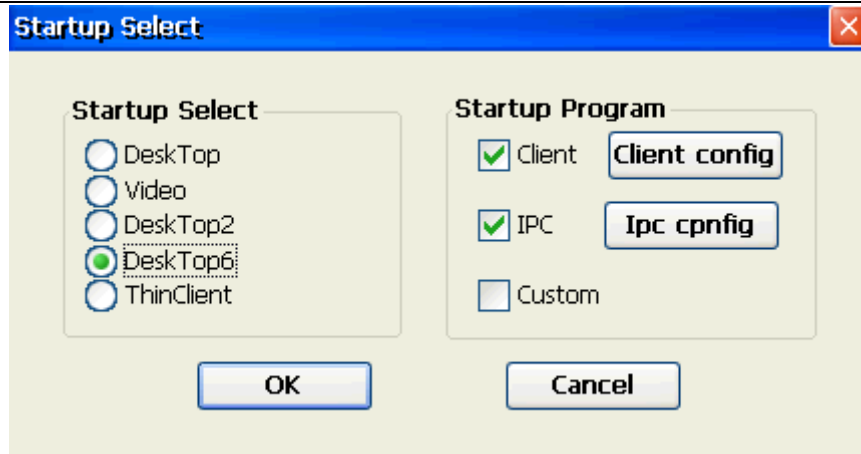 Startup Select
Startup Select
DeskTop
Video
DeskTop2
DeskTop6
ThinClient
Startup Program
Client
Client config
IPC
Ipc cpnfig
Custom
OK
Cancel